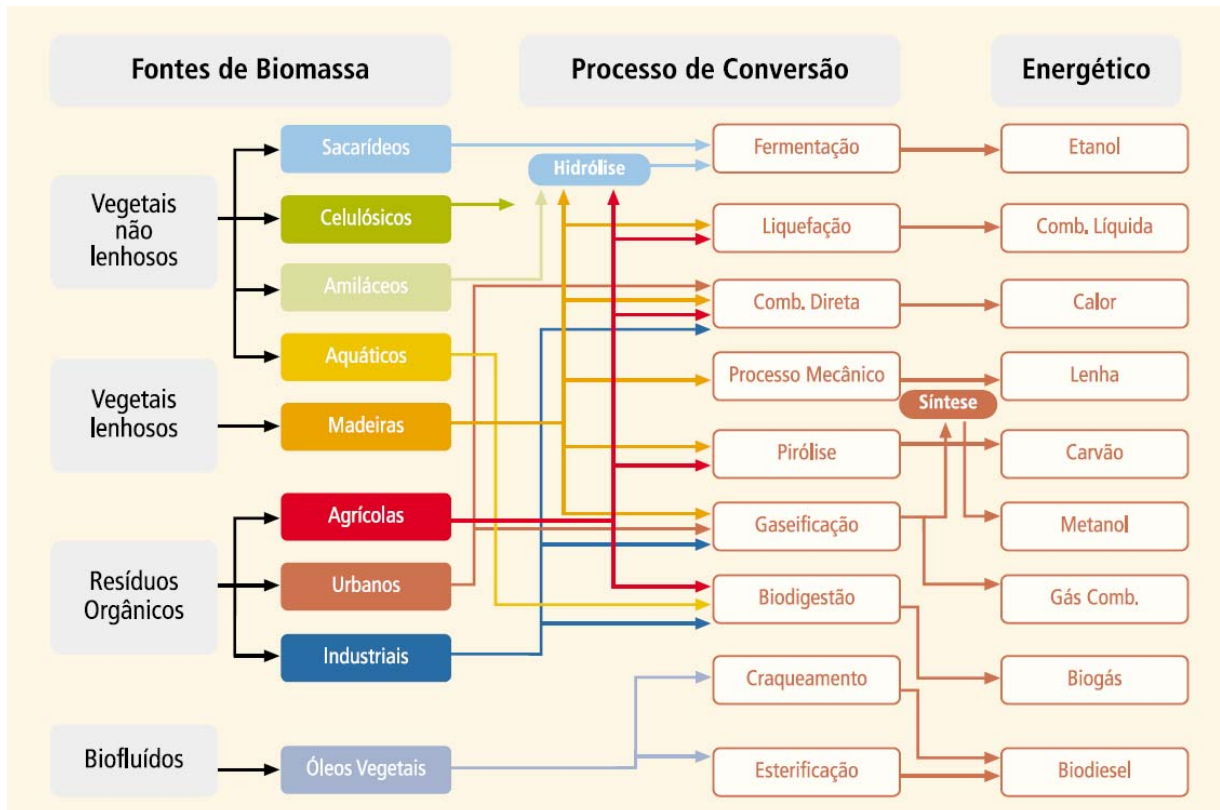 Fontes de Biomassa
Processo de Conversão
Energético
Vegetais
não
lenhosos
Vegetais
lenhosos
Resíduos
Orgânicos
Biofluídos
Sacarídeos
Celulósicos
Amiláceos
Aquáticos
Madeiras
Agrícolas
Urbanos
Industriais
Óleos Vegetais
Hidrólise
Fermentação
Liquefação
Comb. Direta
Processo Mecânico
Pirólise
Gaseificação
Biodigestão
Craqueamento
Esterificação
Síntese
Etanol
Comb. Líquida
Calor
Lenha
Carvão
Metanol
Gás Comb.
Biogás
Biodiesel